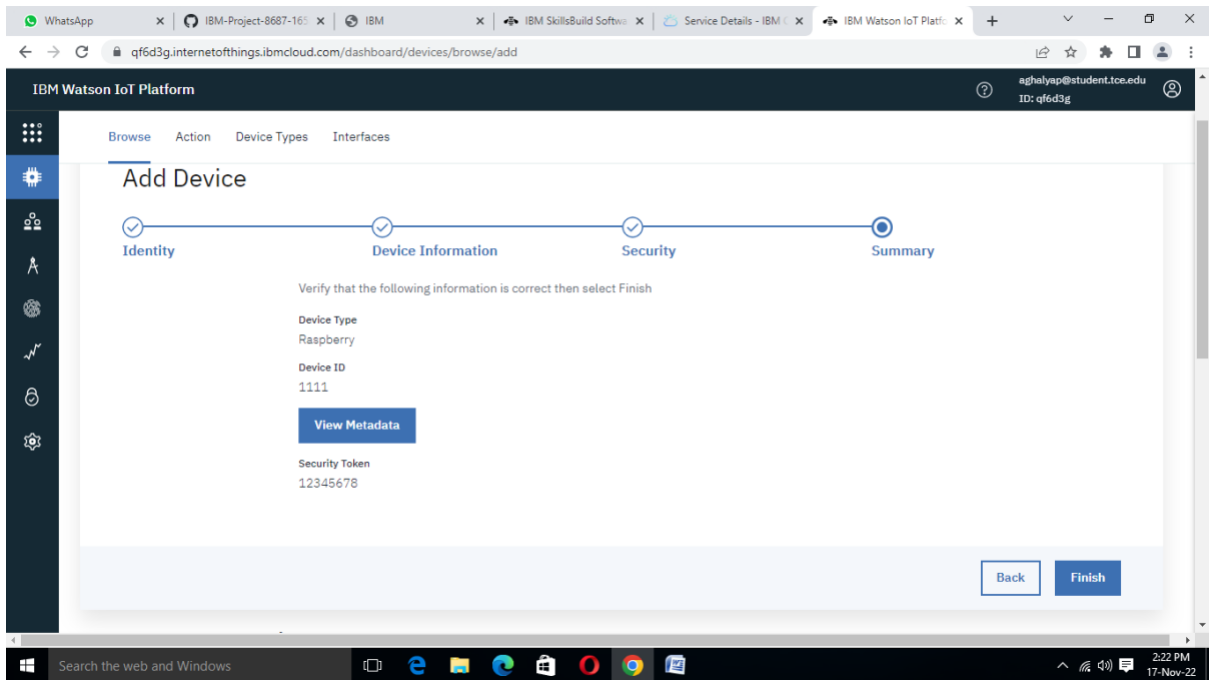 WhatsApp
IBM-Project-8687-165
IBM
IBM SkillsBuild Softwa
Service Details - IBM C
IBM Watson IoT Platfo
qf6d3g.internetofthings.ibmcloud.com/dashboard/devices/browse/add
IBM Watson IoT Platform
aghalyap@student.tce.edu
ID: qf6d3g
Browse Action Device Types Interfaces
Add Device
Identity Device Information Security Summary
Verify that the following information is correct then select Finish
Device Type
Raspberry
Device ID
1111
View Metadata
Security Token
12345678
Back Finish
Search the web and Windows
2:22 PM
17-Nov-22